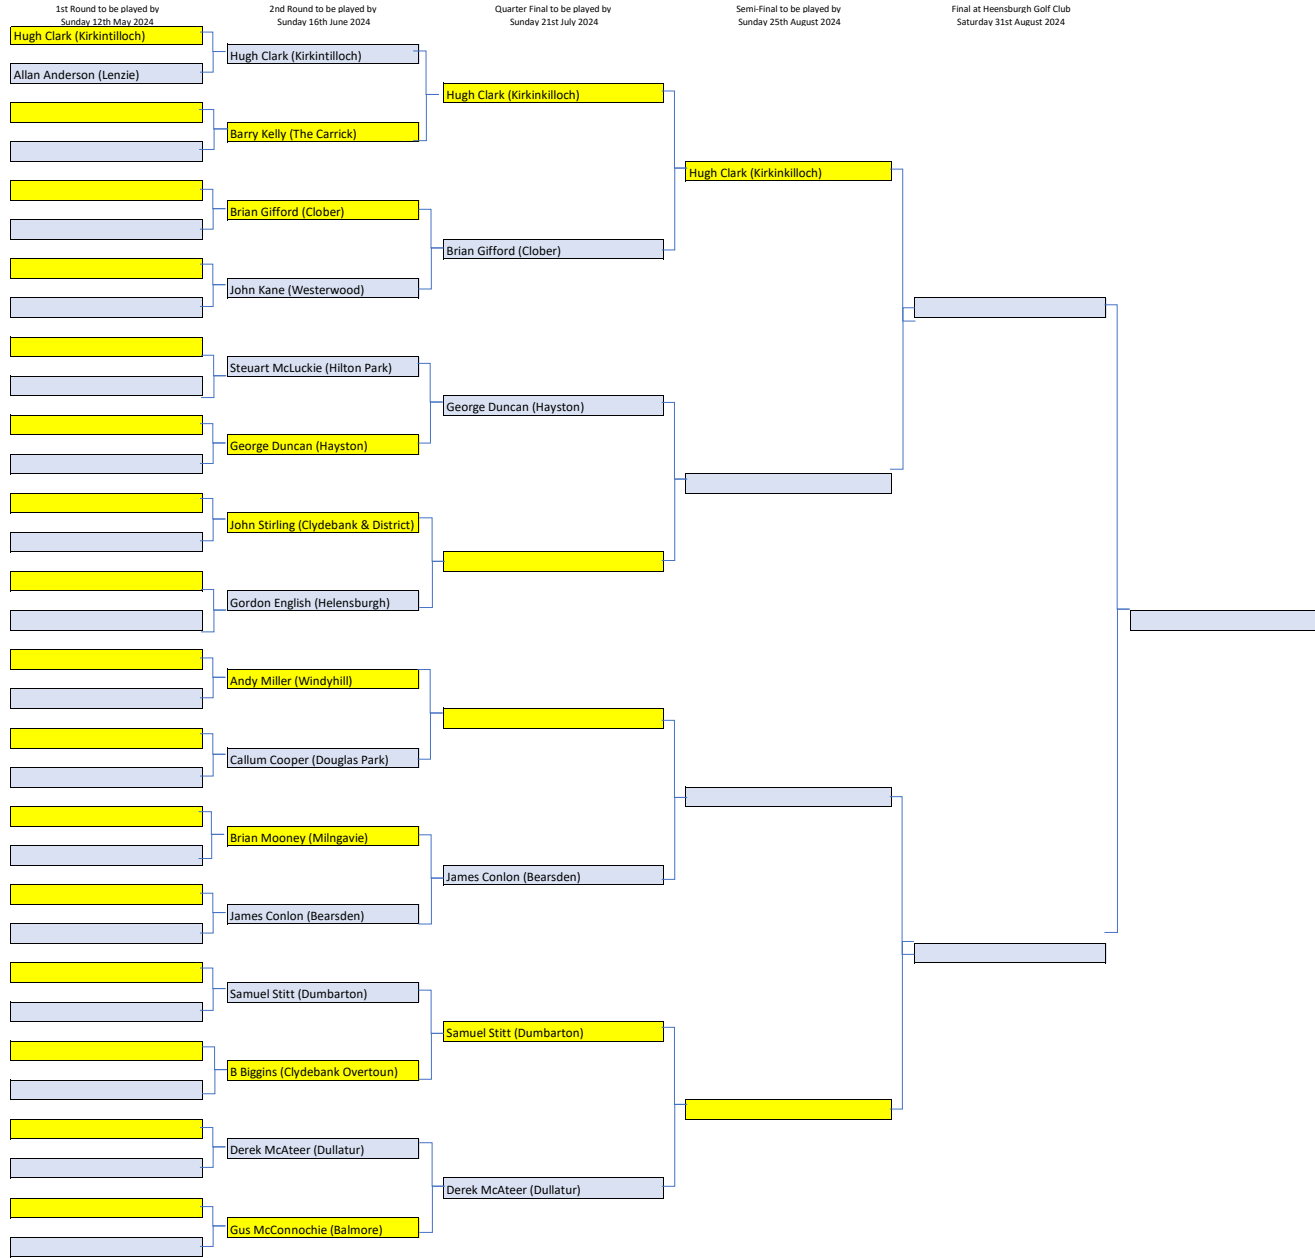 1st Round to be played by
Sunday 12th May 2024
2nd Round to be played by
Sunday 16th June 2024
Quarter Final to be played by
Sunday 21st July 2024
Semi-Final to be played by
Sunday 25th August 2024
Final at Heensburgh Golf Club
Saturday 31st August 2024
Hugh Clark (Kirkintilloch)
Allan Anderson (Lenzie)
Hugh Clark (Kirkintilloch)
Barry Kelly (The Carrick)
Brian Gifford (Clober)
John Kane (Westerwood)
Steuart McLuckie (Hilton Park)
George Duncan (Hayston)
John Stirling (Clydebank & District)
Gordon English (Helensburgh)
Andy Miller (Windyhill)
Callum Cooper (Douglas Park)
Brian Mooney (Milngavie)
James Conlon (Bearsden)
Samuel Stitt (Dumbarton)
B Biggins (Clydebank Overtoun)
Derek McAteer (Dullatur)
Gus McConnochie (Balmore)
Hugh Clark (Kirkinkilloch)
Brian Gifford (Clober)
George Duncan (Hayston)
James Conlon (Bearsden)
Samuel Stitt (Dumbarton)
Derek McAteer (Dullatur)
Hugh Clark (Kirkinkilloch)